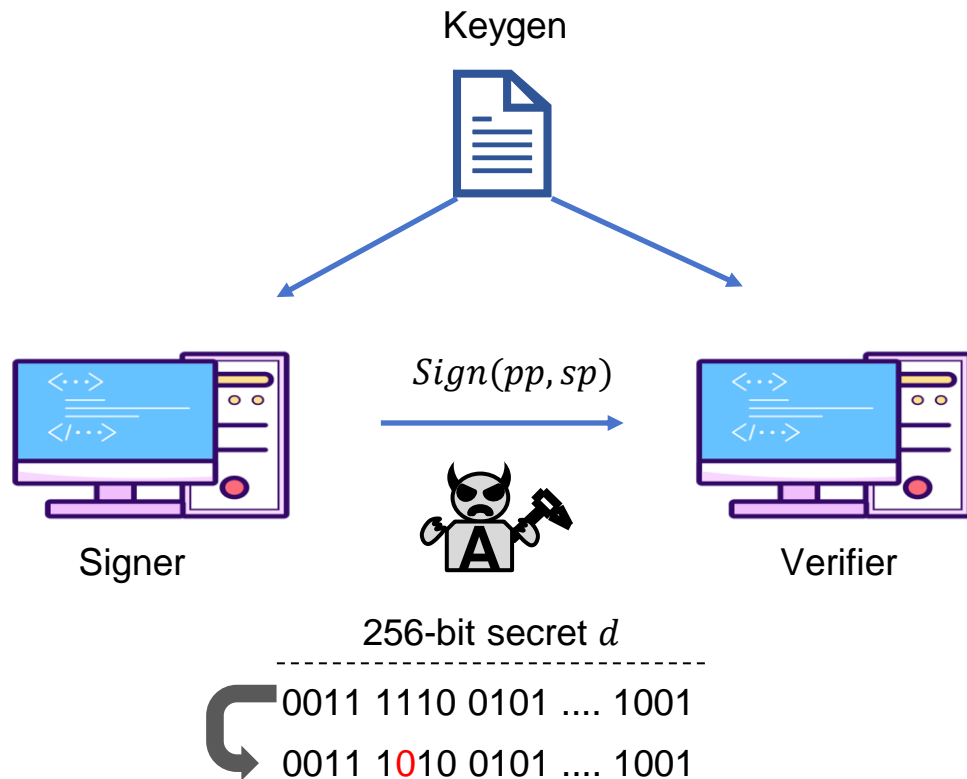 Keygen
<···>
</···>
Sign(pp, sp)
<···>
</···>
A
Signer
Verifier
256-bit secret d
0011 1110 0101 .... 1001
0011 1010 0101 .... 1001